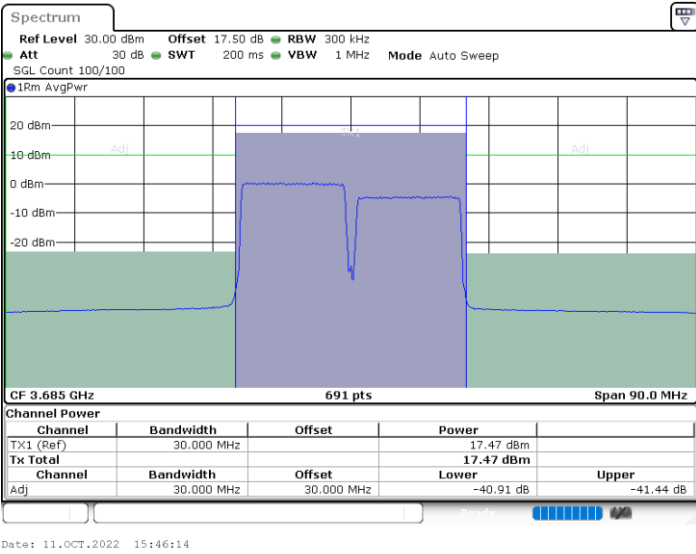 Spectrum
Ref Level 30.00 dBm Offset 17.50 dB RBW 300 kHz
Att 30 dB SWT 200 ms VBW 1 MHz Mode Auto Sweep
SGL Count 100/100
1Rm AvgPwr
20 dBm
TX1
Adj Adj
10 dBm
0 dBm
-10 dBm
-20 dBm
CF 3.685 GHz 691 pts Span 90.0 MHz
Channel Power
Channel Bandwidth Offset Power
TX1 (Ref) 30.000 MHz 17.47 dBm
Tx Total 17.47 dBm
Channel Bandwidth Offset Lower Upper
Adj 30.000 MHz 30.000 MHz -40.91 dB -41.44 dB
Ready
Date: 11.OCT.2022 15:46:14